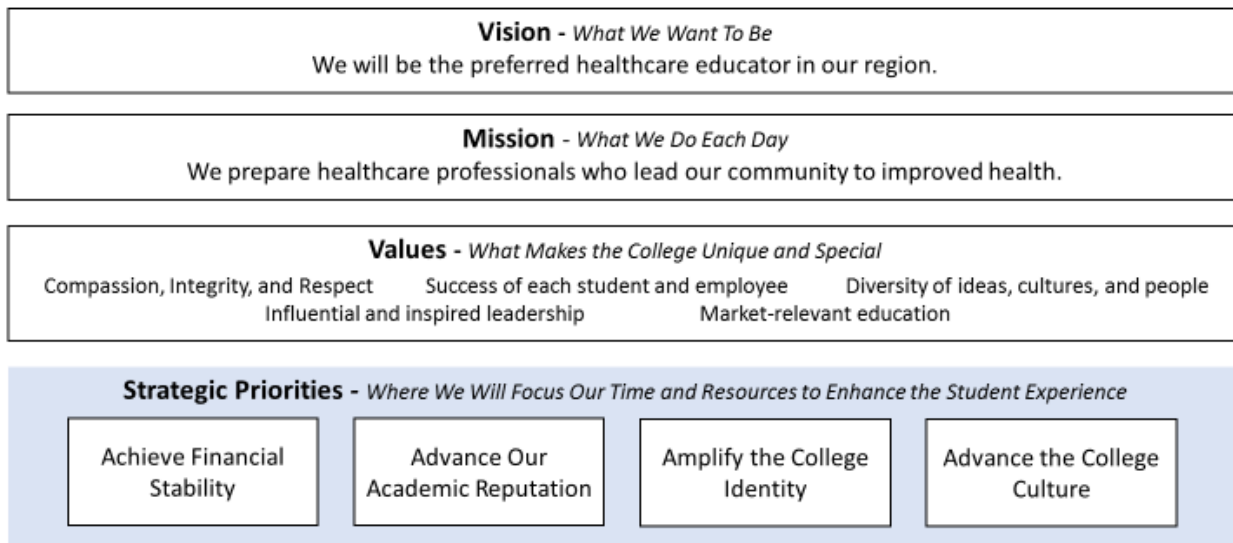 Vision - What We Want To Be
We will be the preferred healthcare educator in our region.
Mission - What We Do Each Day
We prepare healthcare professionals who lead our community to improved health.
Values - What Makes the College Unique and Special
Compassion, Integrity, and Respect Success of each student and employee Diversity of ideas, cultures, and people
Influential and inspired leadership Market-relevant education
Strategic Priorities - Where We Will Focus Our Time and Resources to Enhance the Student Experience
Achieve Financial
Stability
Advance Our
Academic Reputation
Amplify the College
Identity
Advance the College
Culture